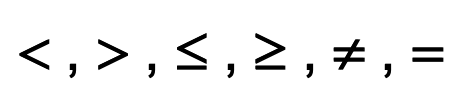 < , > , ≤ , ≥ , ≠ , =